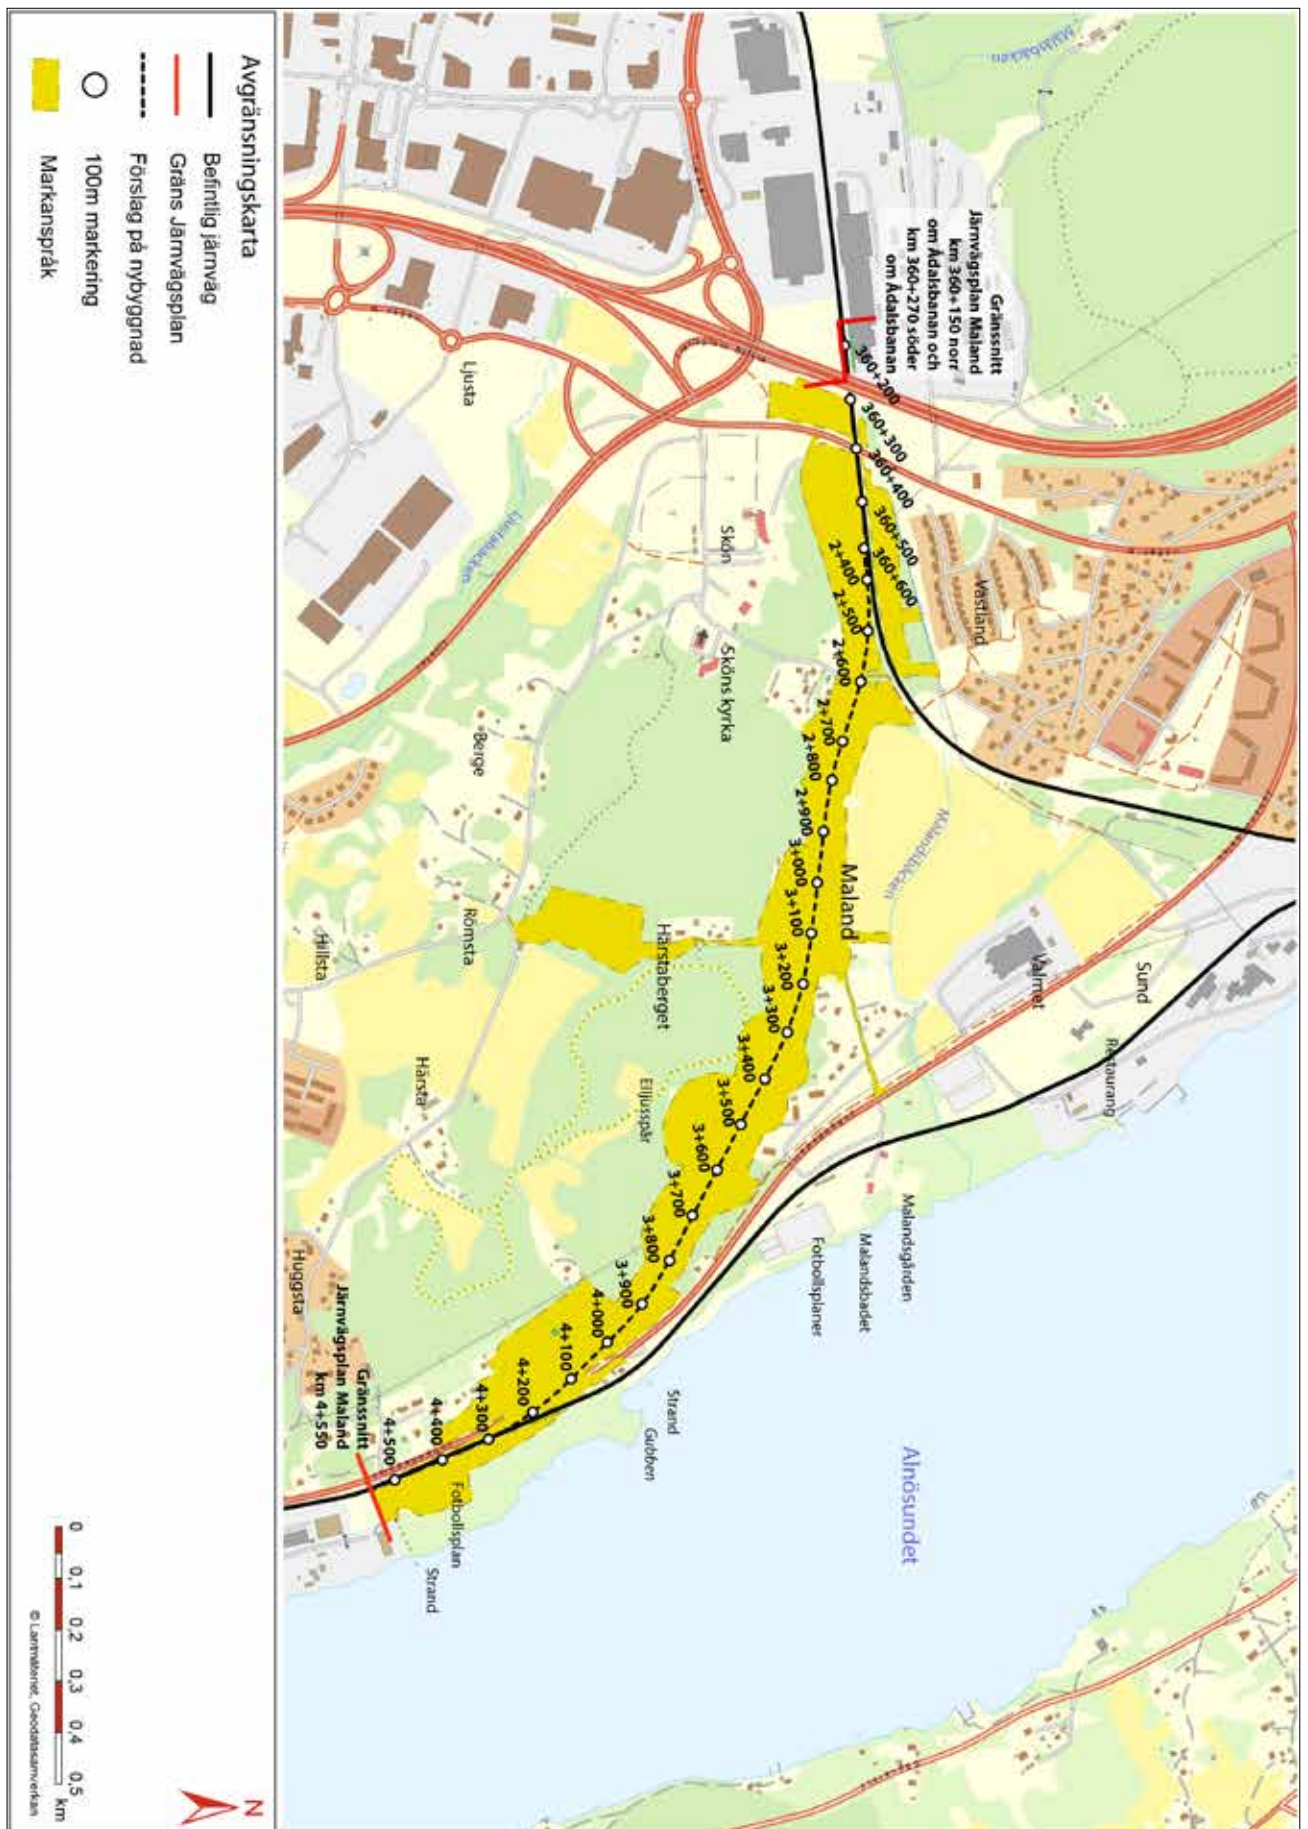 Avgränsningskarta
Befintlig järnväg
Gräns Järnvägsplan
Förslag på nybyggnad
100m markering
Markanspråk
Gränssnitt
Järnvägsplan Maland
km 360+150 norr
om Ådalsbanan och
km 360+270 söder
om Ådalsbanan
360+200
360+300
360+400
360+500
360+600
2+400
2+500
2+600
2+700
2+800
2+900
3+000
3+100
3+200
3+300
3+400
3+500
3+600
3+700
3+800
3+900
4+000
4+100
4+200
4+300
4+400
4+500
Ljusta
Ljustabäcken
Skön
Sköns kyrka
Västland
Berge
Maland
Malandsbäcken
Härstaberget
Römsta
Hillsta
Härsta
Elljusspår
Huggsta
Valmet
Sund
Restaurang
Malandsgården
Malandsbadet
Fotbollsplaner
Strand
Gubben
Alnösundet
Fotbollsplan
Strand
Gränssnitt
Järnvägsplan Maland
km 4+550
0 0,1 0,2 0,3 0,4 0,5
km
N
© Lantmäteriet, Geodatasamverkan